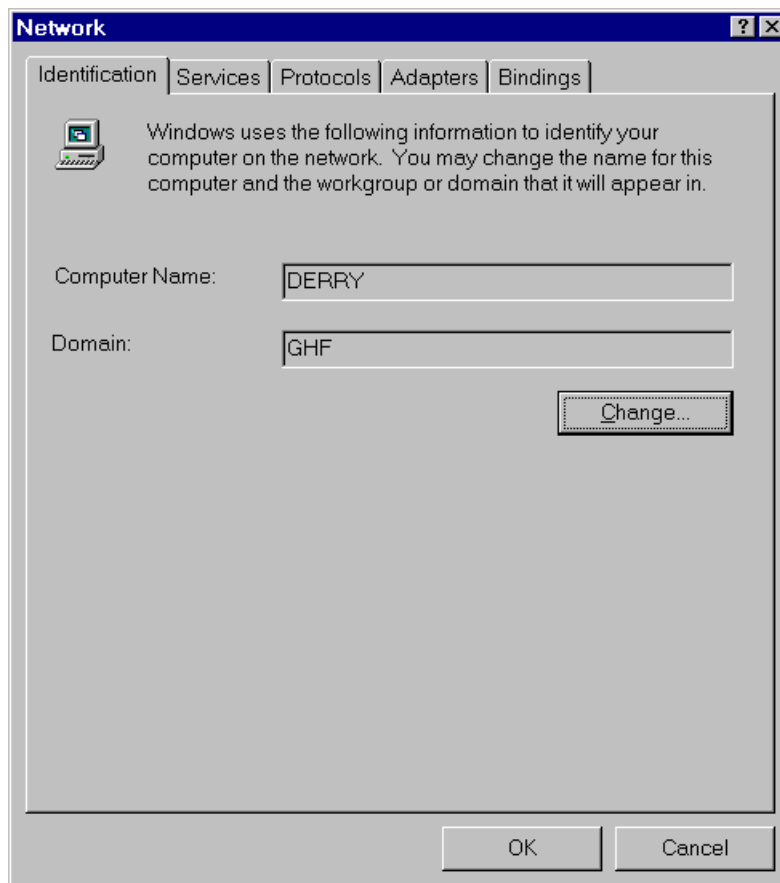 Network
Identification Services Protocols Adapters Bindings
Windows uses the following information to identify your
computer on the network. You may change the name for this
computer and the workgroup or domain that it will appear in.
Computer Name: DERRY
Domain: GHF
Change...
OK Cancel